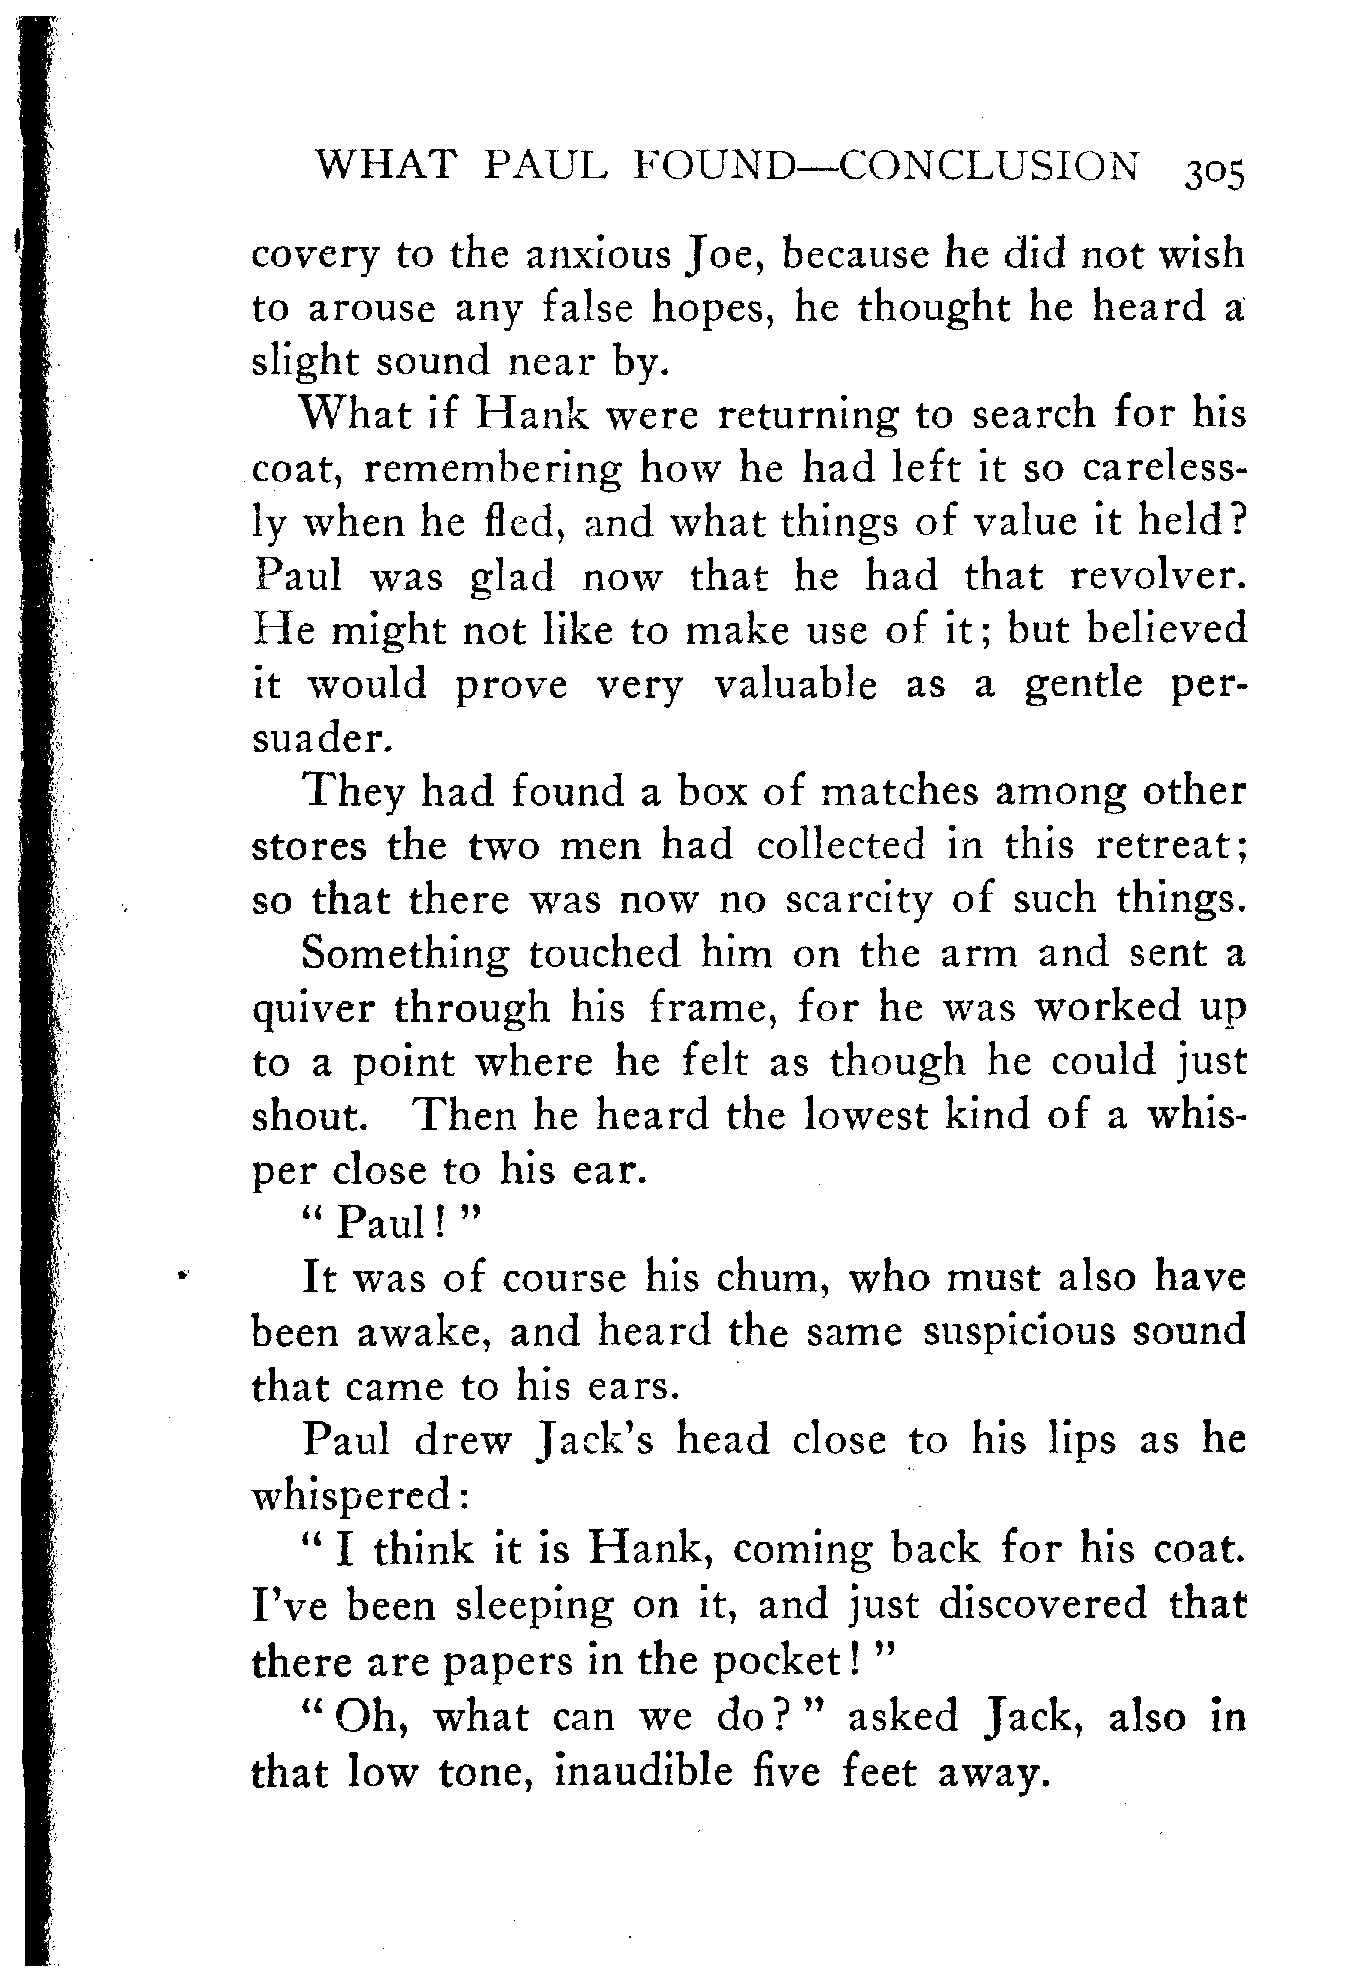 WHAT PAUL FOUND—CONCLUSION 305
covery to the anxious Joe, because he did not wish
to arouse any false hopes, he thought he heard a
slight sound near by.
What if Hank were returning to search for his
coat, remembering how he had left it so careless-
ly when he fled, and what things of value it held?
Paul was glad now that he had that revolver.
He might not like to make use of it; but believed
it would prove very valuable as a gentle per-
suader.
They had found a box of matches among other
stores the two men had collected in this retreat;
so that there was now no scarcity of such things.
Something touched him on the arm and sent a
quiver through his frame, for he was worked up
to a point where he felt as though he could just
shout. Then he heard the lowest kind of a whis-
per close to his ear.
" Paul! "
It was of course his chum, who must also have
been awake, and heard the same suspicious sound
that came to his ears.
Paul drew Jack's head close to his lips as he
whispered:
" I think it is Hank, coming back for his coat.
I've been sleeping on it, and just discovered that
there are papers in the pocket! "
" Oh, what can we do? " asked Jack, also in
that low tone, inaudible five feet away.